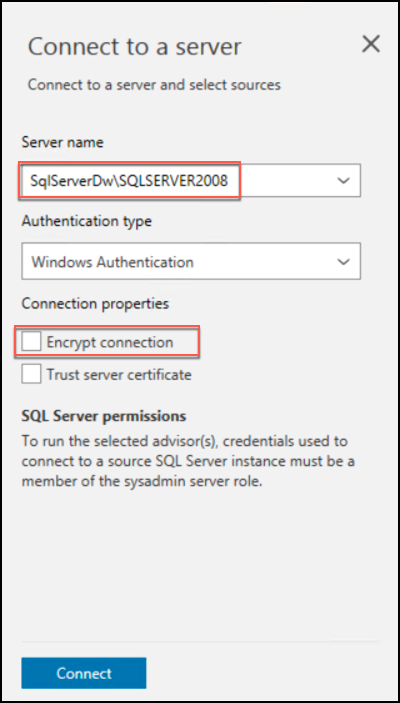 Connect to a server
Connect to a server and select sources
Server name
SqlServerDw\SQLSERVER2008
Authentication type
Windows Authentication
Connection properties
Encrypt connection
Trust server certificate
SQL Server permissions
To run the selected advisor(s), credentials used to
connect to a source SQL Server instance must be a
member of the sysadmin server role.
Connect